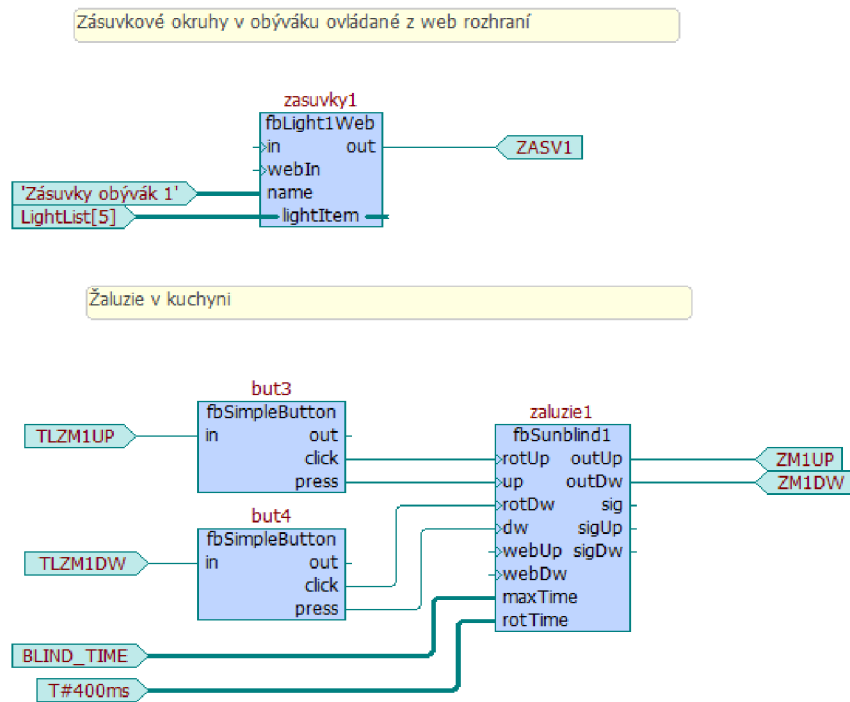 Zásuvkové okruhy v obýváku ovládané z web rozhraní
zasuvky1
fbLight1Web
in out
webIn
name
lightItem
ZASV1
'Zásuvky obývák 1'
LightList[5]
Žaluzie v kuchyni
but3
fbSimpleButton
in out
click
press
TLZM1UP
but4
fbSimpleButton
in out
click
press
TLZM1DW
zaluzie1
fbSunblind1
rotUp outUp
up outDw
rotDw sig
dw sigUp
webUp sigDw
webDw
maxTime
rotTime
ZM1UP
ZM1DW
BLIND_TIME
T#400ms